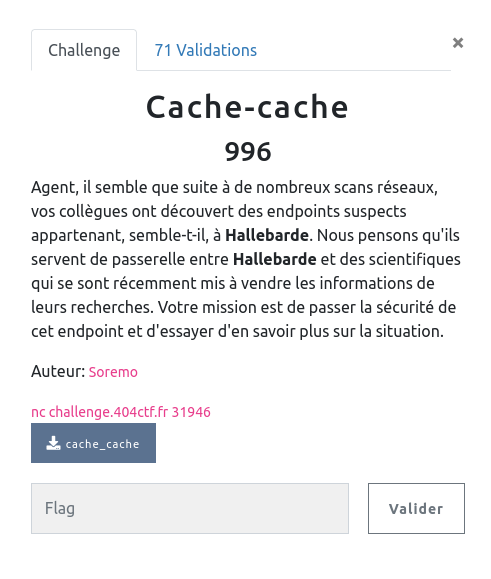 Challenge
71 Validations
×
Cache-cache
996
Agent, il semble que suite à de nombreux scans réseaux,
vos collègues ont découvert des endpoints suspects
appartenant, semble-t-il, à Hallebarde. Nous pensons qu'ils
servent de passerelle entre Hallebarde et des scientifiques
qui se sont récemment mis à vendre les informations de
leurs recherches. Votre mission est de passer la sécurité de
cet endpoint et d'essayer d'en savoir plus sur la situation.
Auteur: Soremo
nc challenge.404ctf.fr 31946
cache_cache
Flag
Valider